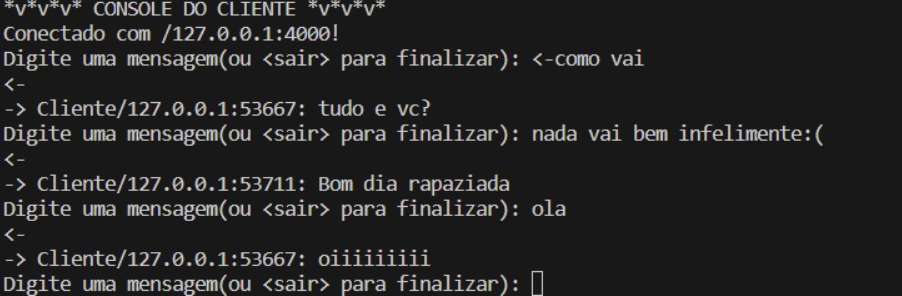 *v*v*v* CONSOLE DO CLIENTE *v*v*v*
Conectado com /127.0.0.1:4000!
Digite uma mensagem(ou <sair> para finalizar): <-como vai
<-
-> Cliente/127.0.0.1:53667: tudo e vc?
Digite uma mensagem(ou <sair> para finalizar): nada vai bem infelimente:(
<-
-> Cliente/127.0.0.1:53711: Bom dia rapaziada
Digite uma mensagem(ou <sair> para finalizar): ola
<-
-> Cliente/127.0.0.1:53667: oiiiiiiiii
Digite uma mensagem(ou <sair> para finalizar):